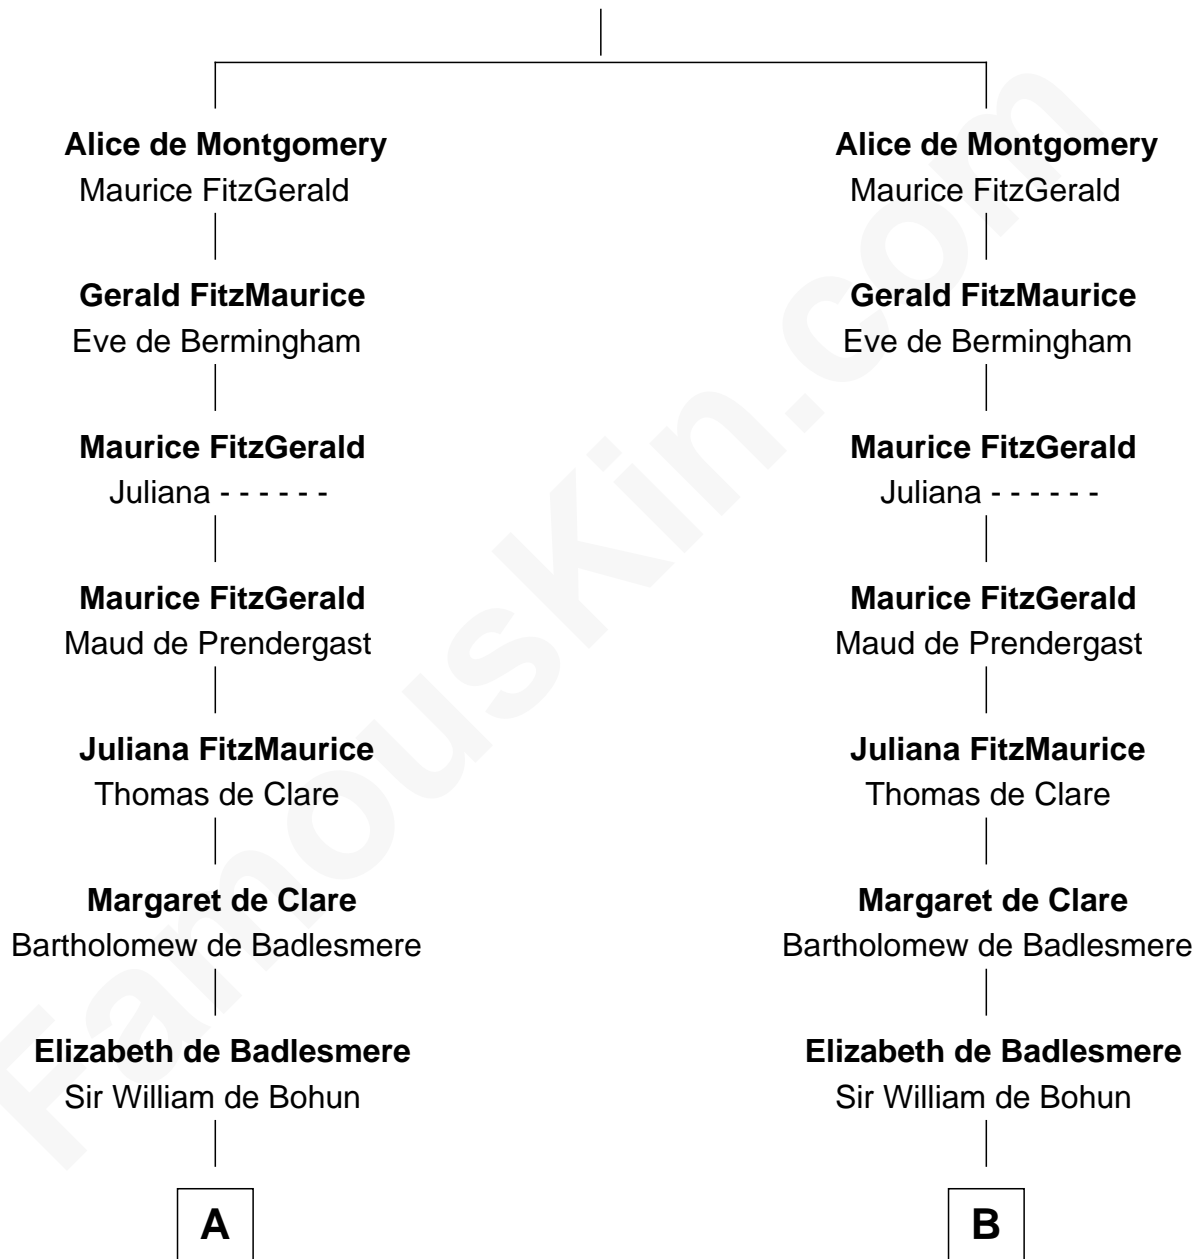 Alice de Montgomery
Maurice FitzGerald
Gerald FitzMaurice
Eve de Bermingham
Maurice FitzGerald
Juliana - - - - - -
Maurice FitzGerald
Maud de Prendergast
Juliana FitzMaurice
Thomas de Clare
Margaret de Clare
Bartholomew de Badlesmere
Elizabeth de Badlesmere
Sir William de Bohun
A
Alice de Montgomery
Maurice FitzGerald
Gerald FitzMaurice
Eve de Bermingham
Maurice FitzGerald
Juliana - - - - - -
Maurice FitzGerald
Maud de Prendergast
Juliana FitzMaurice
Thomas de Clare
Margaret de Clare
Bartholomew de Badlesmere
Elizabeth de Badlesmere
Sir William de Bohun
B
FamousKin.com